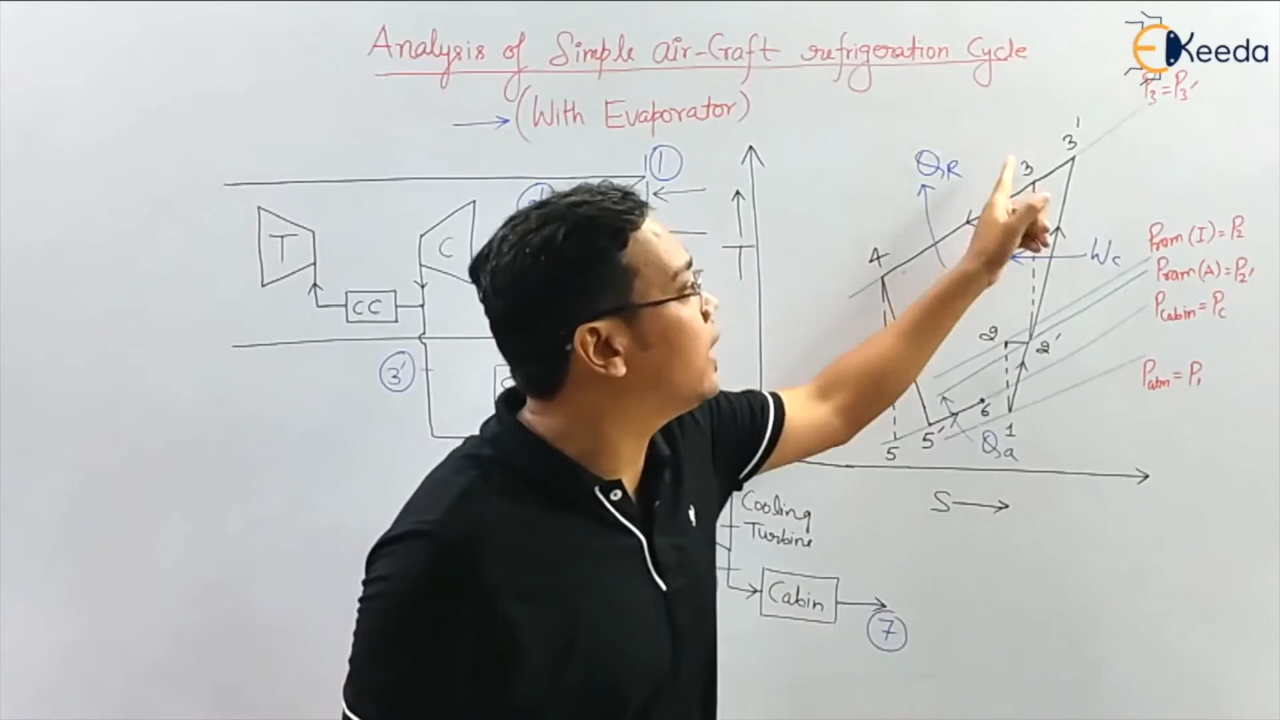 Analysis of Simple air-Craft refrigeration Cycle
(With Evaporator)
EKeeda
P3=P3'
1
T
C
CC
3'
T
QR
3
3'
4
Wc
Pram(I)=P2
Pram(A)=P2'
Pcabin=Pc
Patm=P1
2
2'
6
1
5
5'
Qa
S
Cooling
Turbine
Cabin
7